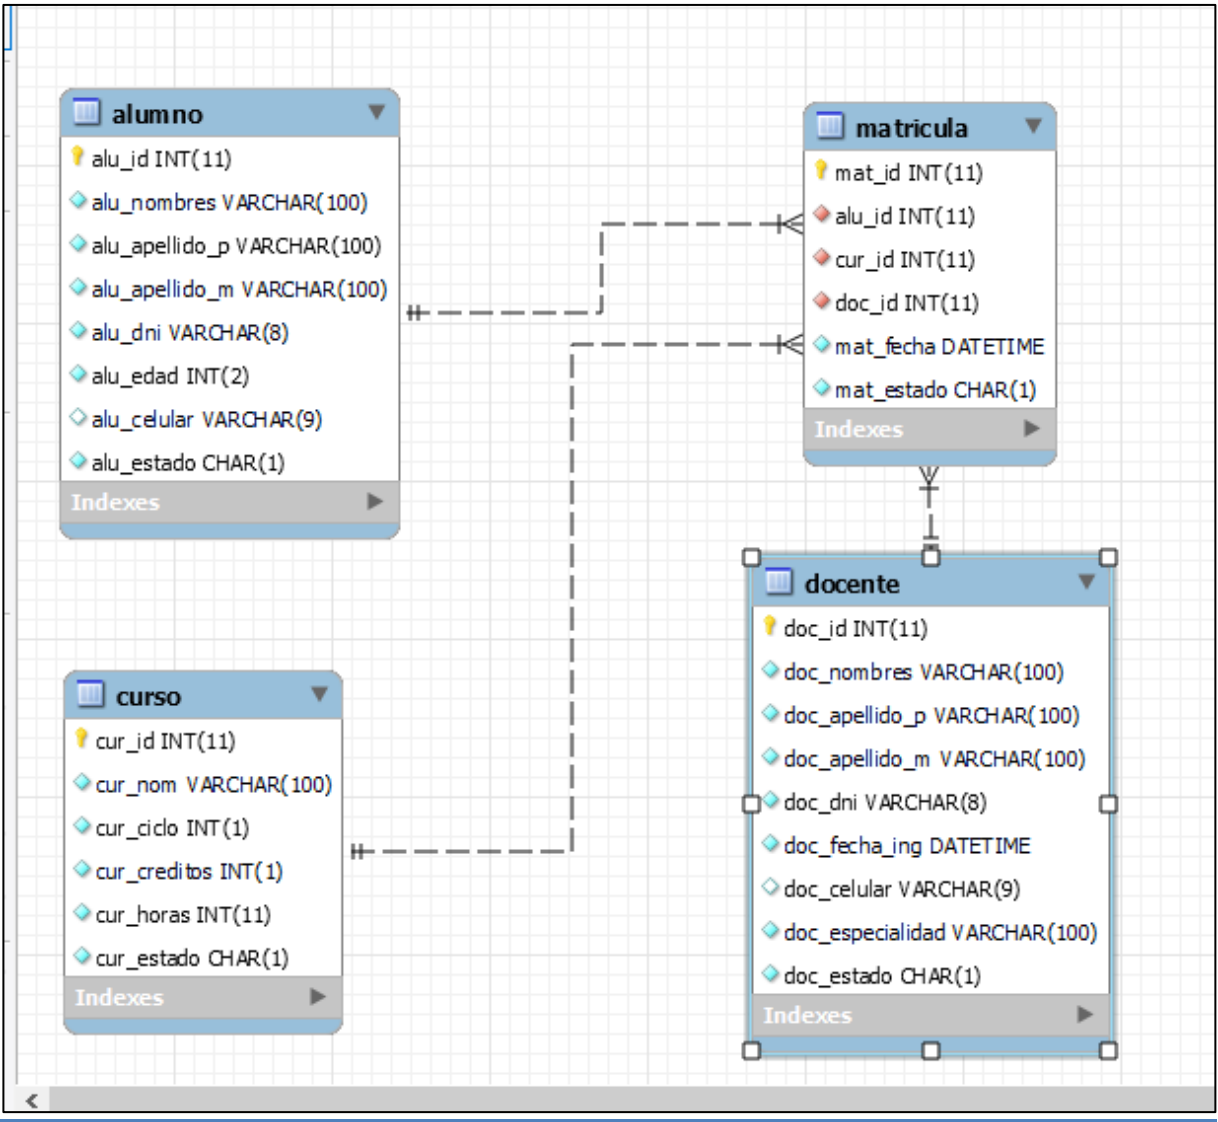 alumno
alu_id INT(11)
alu_nombres VARCHAR(100)
alu_apellido_p VARCHAR(100)
alu_apellido_m VARCHAR(100)
alu_dni VARCHAR(8)
alu_edad INT(2)
alu_celular VARCHAR(9)
alu_estado CHAR(1)
Indexes
matricula
mat_id INT(11)
alu_id INT(11)
cur_id INT(11)
doc_id INT(11)
mat_fecha DATETIME
mat_estado CHAR(1)
Indexes
curso
cur_id INT(11)
cur_nom VARCHAR(100)
cur_ciclo INT(1)
cur_creditos INT(1)
cur_horas INT(11)
cur_estado CHAR(1)
Indexes
docente
doc_id INT(11)
doc_nombres VARCHAR(100)
doc_apellido_p VARCHAR(100)
doc_apellido_m VARCHAR(100)
doc_dni VARCHAR(8)
doc_fecha_ing DATETIME
doc_celular VARCHAR(9)
doc_especialidad VARCHAR(100)
doc_estado CHAR(1)
Indexes